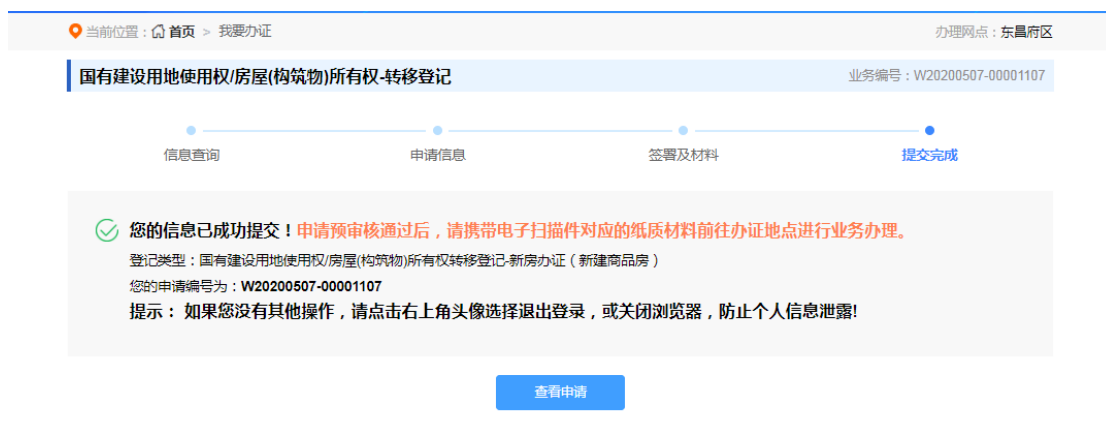 当前位置：首页 > 我要办证
办理网点：东昌府区
国有建设用地使用权/房屋(构筑物)所有权-转移登记
业务编号：W20200507-00001107
信息查询
申请信息
签署及材料
提交完成
您的信息已成功提交！申请预审核通过后，请携带电子扫描件对应的纸质材料前往办证地点进行业务办理。
登记类型：国有建设用地使用权/房屋(构筑物)所有权转移登记-新房办证（新建商品房）
您的申请编号为：W20200507-00001107
提示： 如果您没有其他操作，请点击右上角头像选择退出登录，或关闭浏览器，防止个人信息泄露!
查看申请